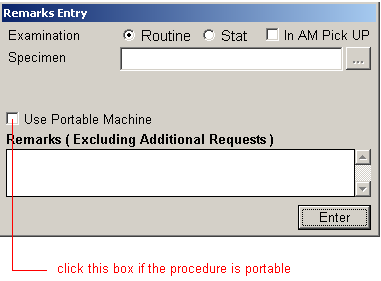 Remarks Entry
Examination Routine Stat In AM Pick UP
Specimen ...
Use Portable Machine
Remarks ( Excluding Additional Requests )
Enter
click this box if the procedure is portable